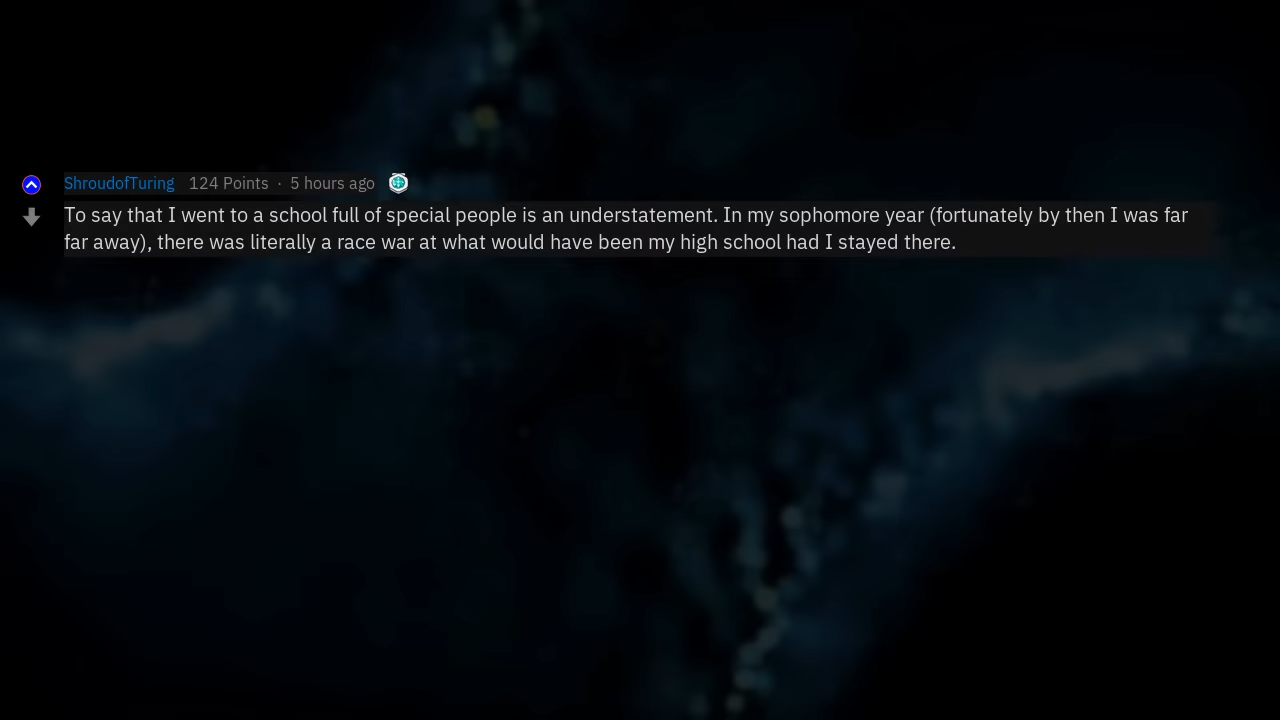 ShroudofTuring 124 Points · 5 hours ago
To say that I went to a school full of special people is an understatement. In my sophomore year (fortunately by then I was far
far away), there was literally a race war at what would have been my high school had I stayed there.